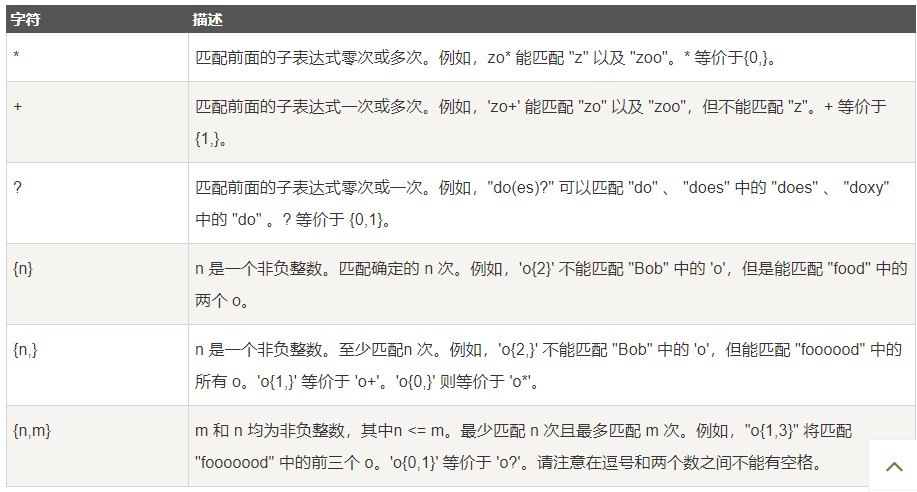 字符 描述
* 匹配前面的子表达式零次或多次。例如，zo* 能匹配 "z" 以及 "zoo"。* 等价于{0,}。
+ 匹配前面的子表达式一次或多次。例如，'zo+' 能匹配 "zo" 以及 "zoo"，但不能匹配 "z"。+ 等价于
{1,}。
? 匹配前面的子表达式零次或一次。例如，"do(es)?" 可以匹配 "do" 、 "does" 中的 "does" 、 "doxy"
中的 "do" 。? 等价于 {0,1}。
{n} n 是一个非负整数。匹配确定的 n 次。例如，'o{2}' 不能匹配 "Bob" 中的 'o'，但是能匹配 "food" 中的
两个 o。
{n,} n 是一个非负整数。至少匹配n 次。例如，'o{2,}' 不能匹配 "Bob" 中的 'o'，但能匹配 "foooood" 中的
所有 o。'o{1,}' 等价于 'o+'。'o{0,}' 则等价于 'o*'。
{n,m} m 和 n 均为非负整数，其中n <= m。最少匹配 n 次且最多匹配 m 次。例如，"o{1,3}" 将匹配
"fooooood" 中的前三个 o。'o{0,1}' 等价于 'o?'。请注意在逗号和两个数之间不能有空格。